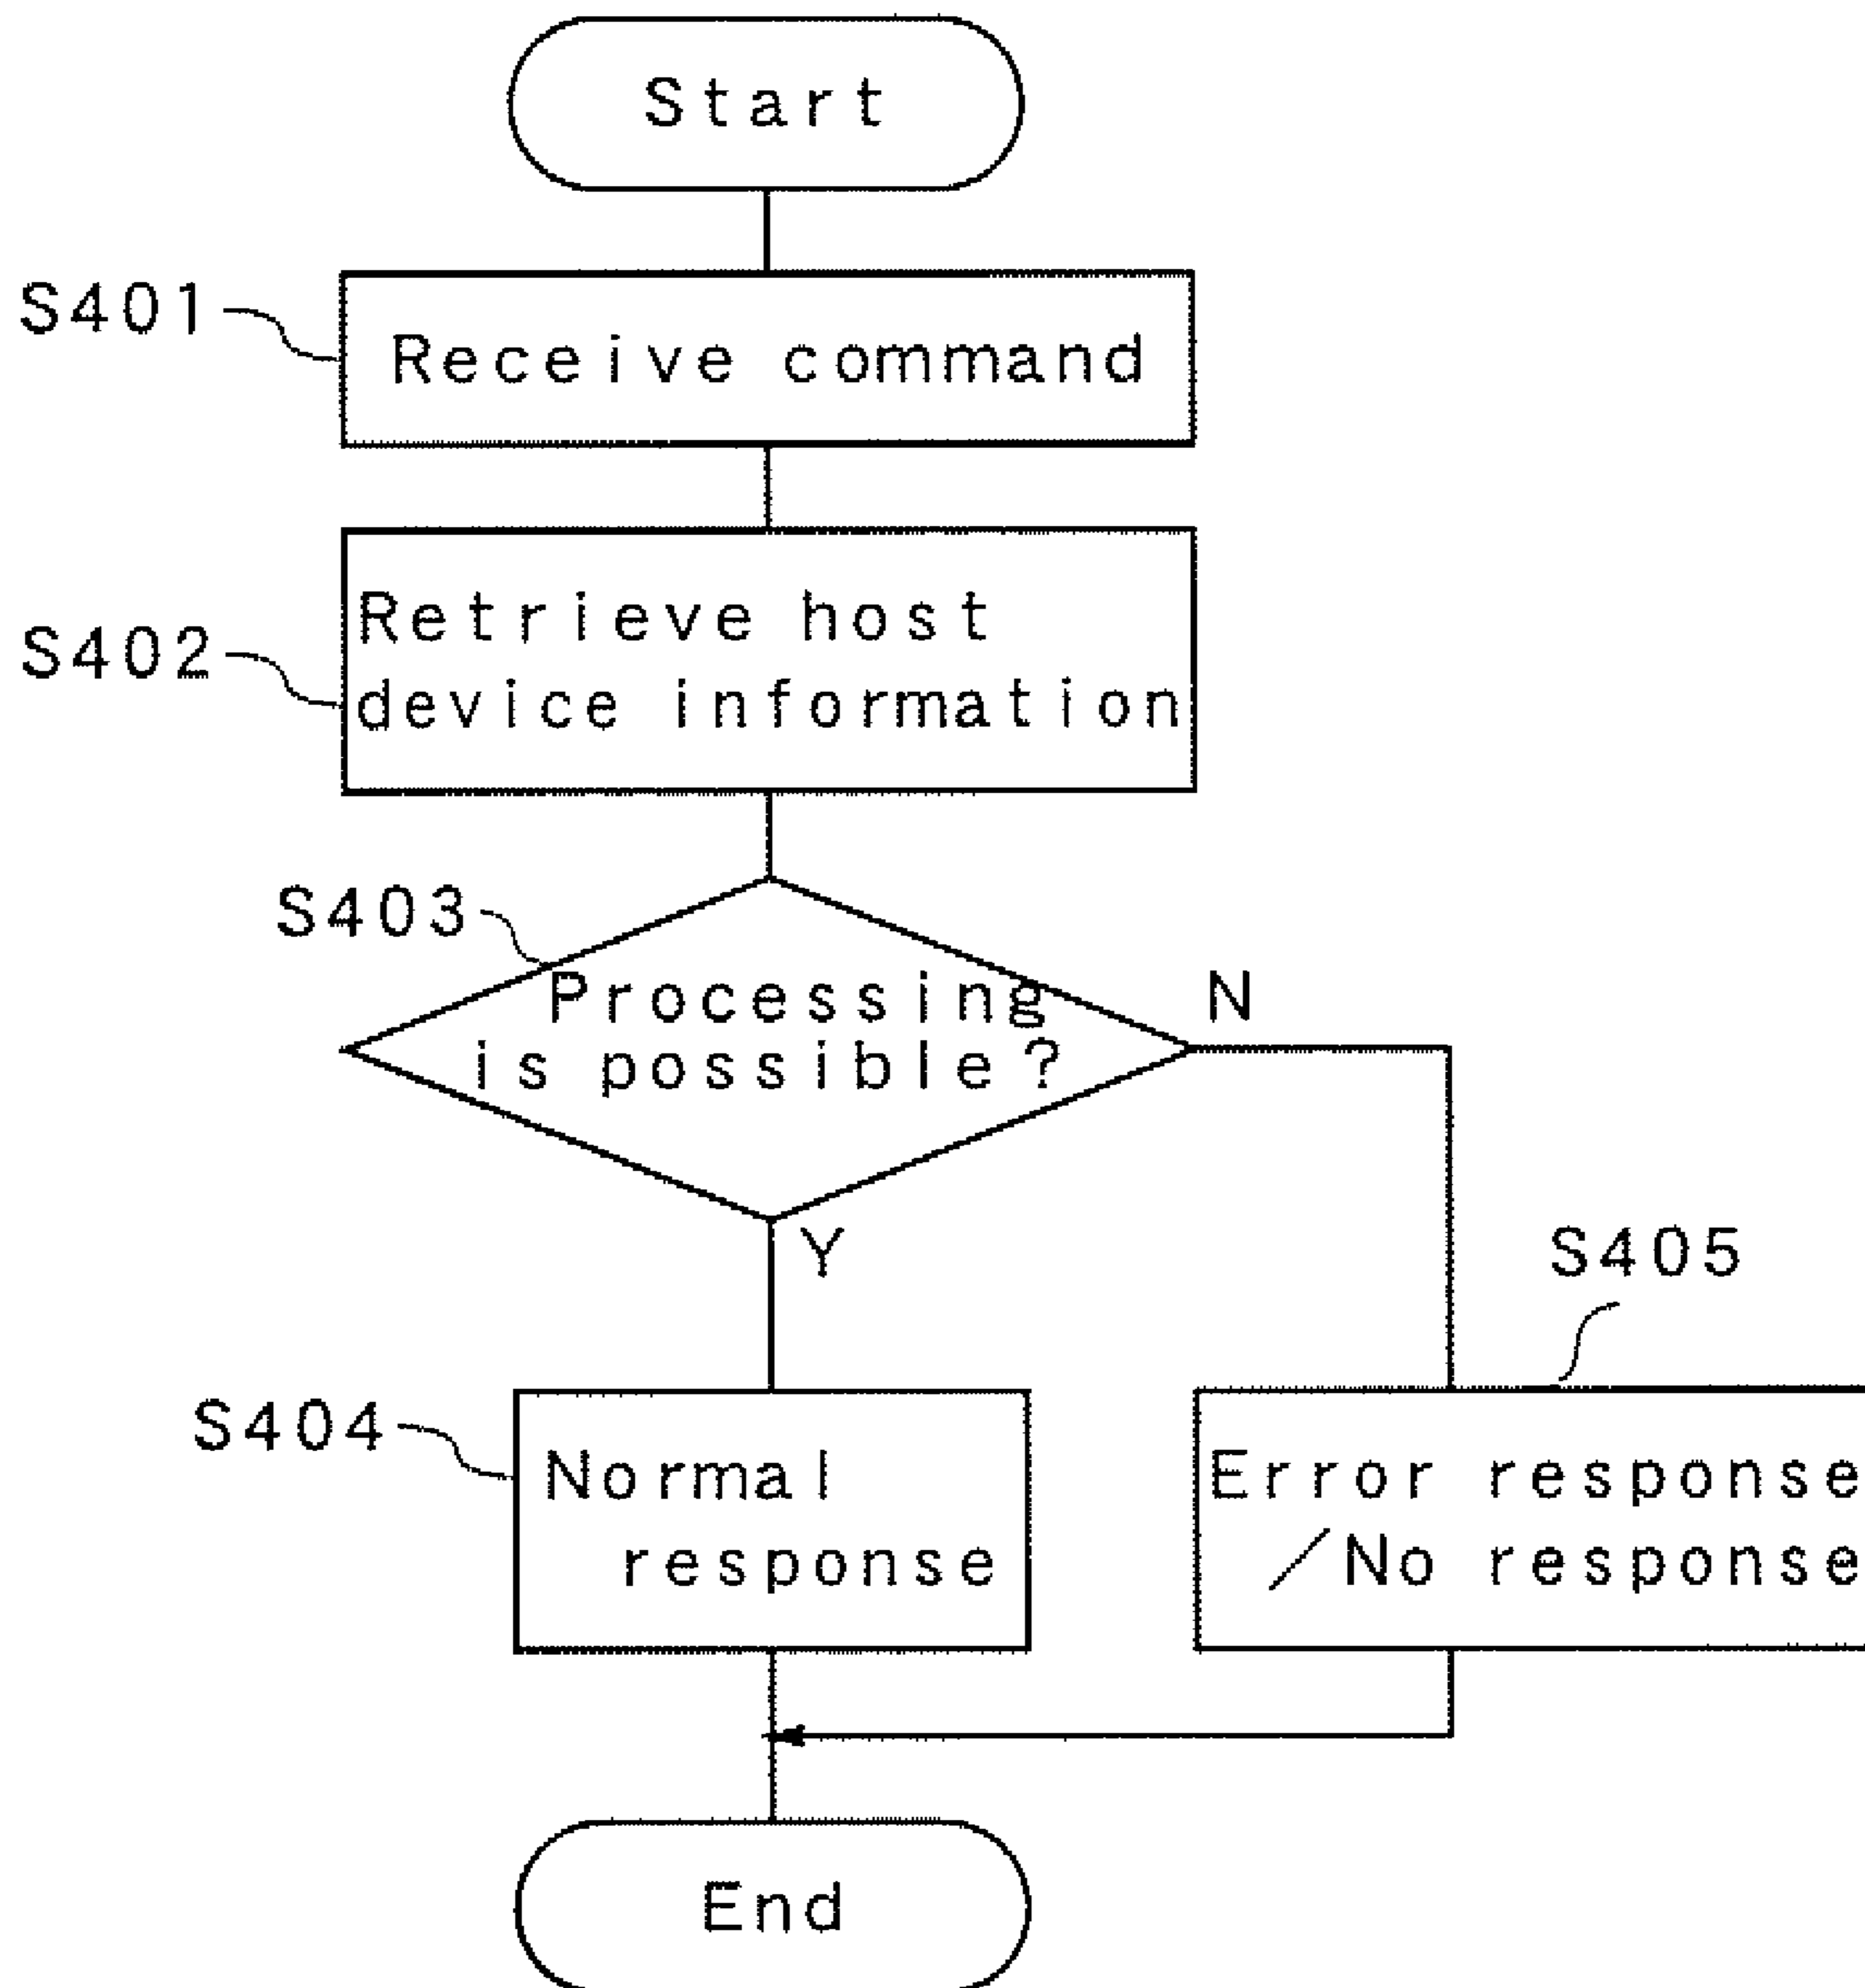 Start
S401
Receive command
S402
Retrieve host
device information
S403
Processing
is possible?
N
Y
S405
S404
Normal
response
Error response
/No response
End